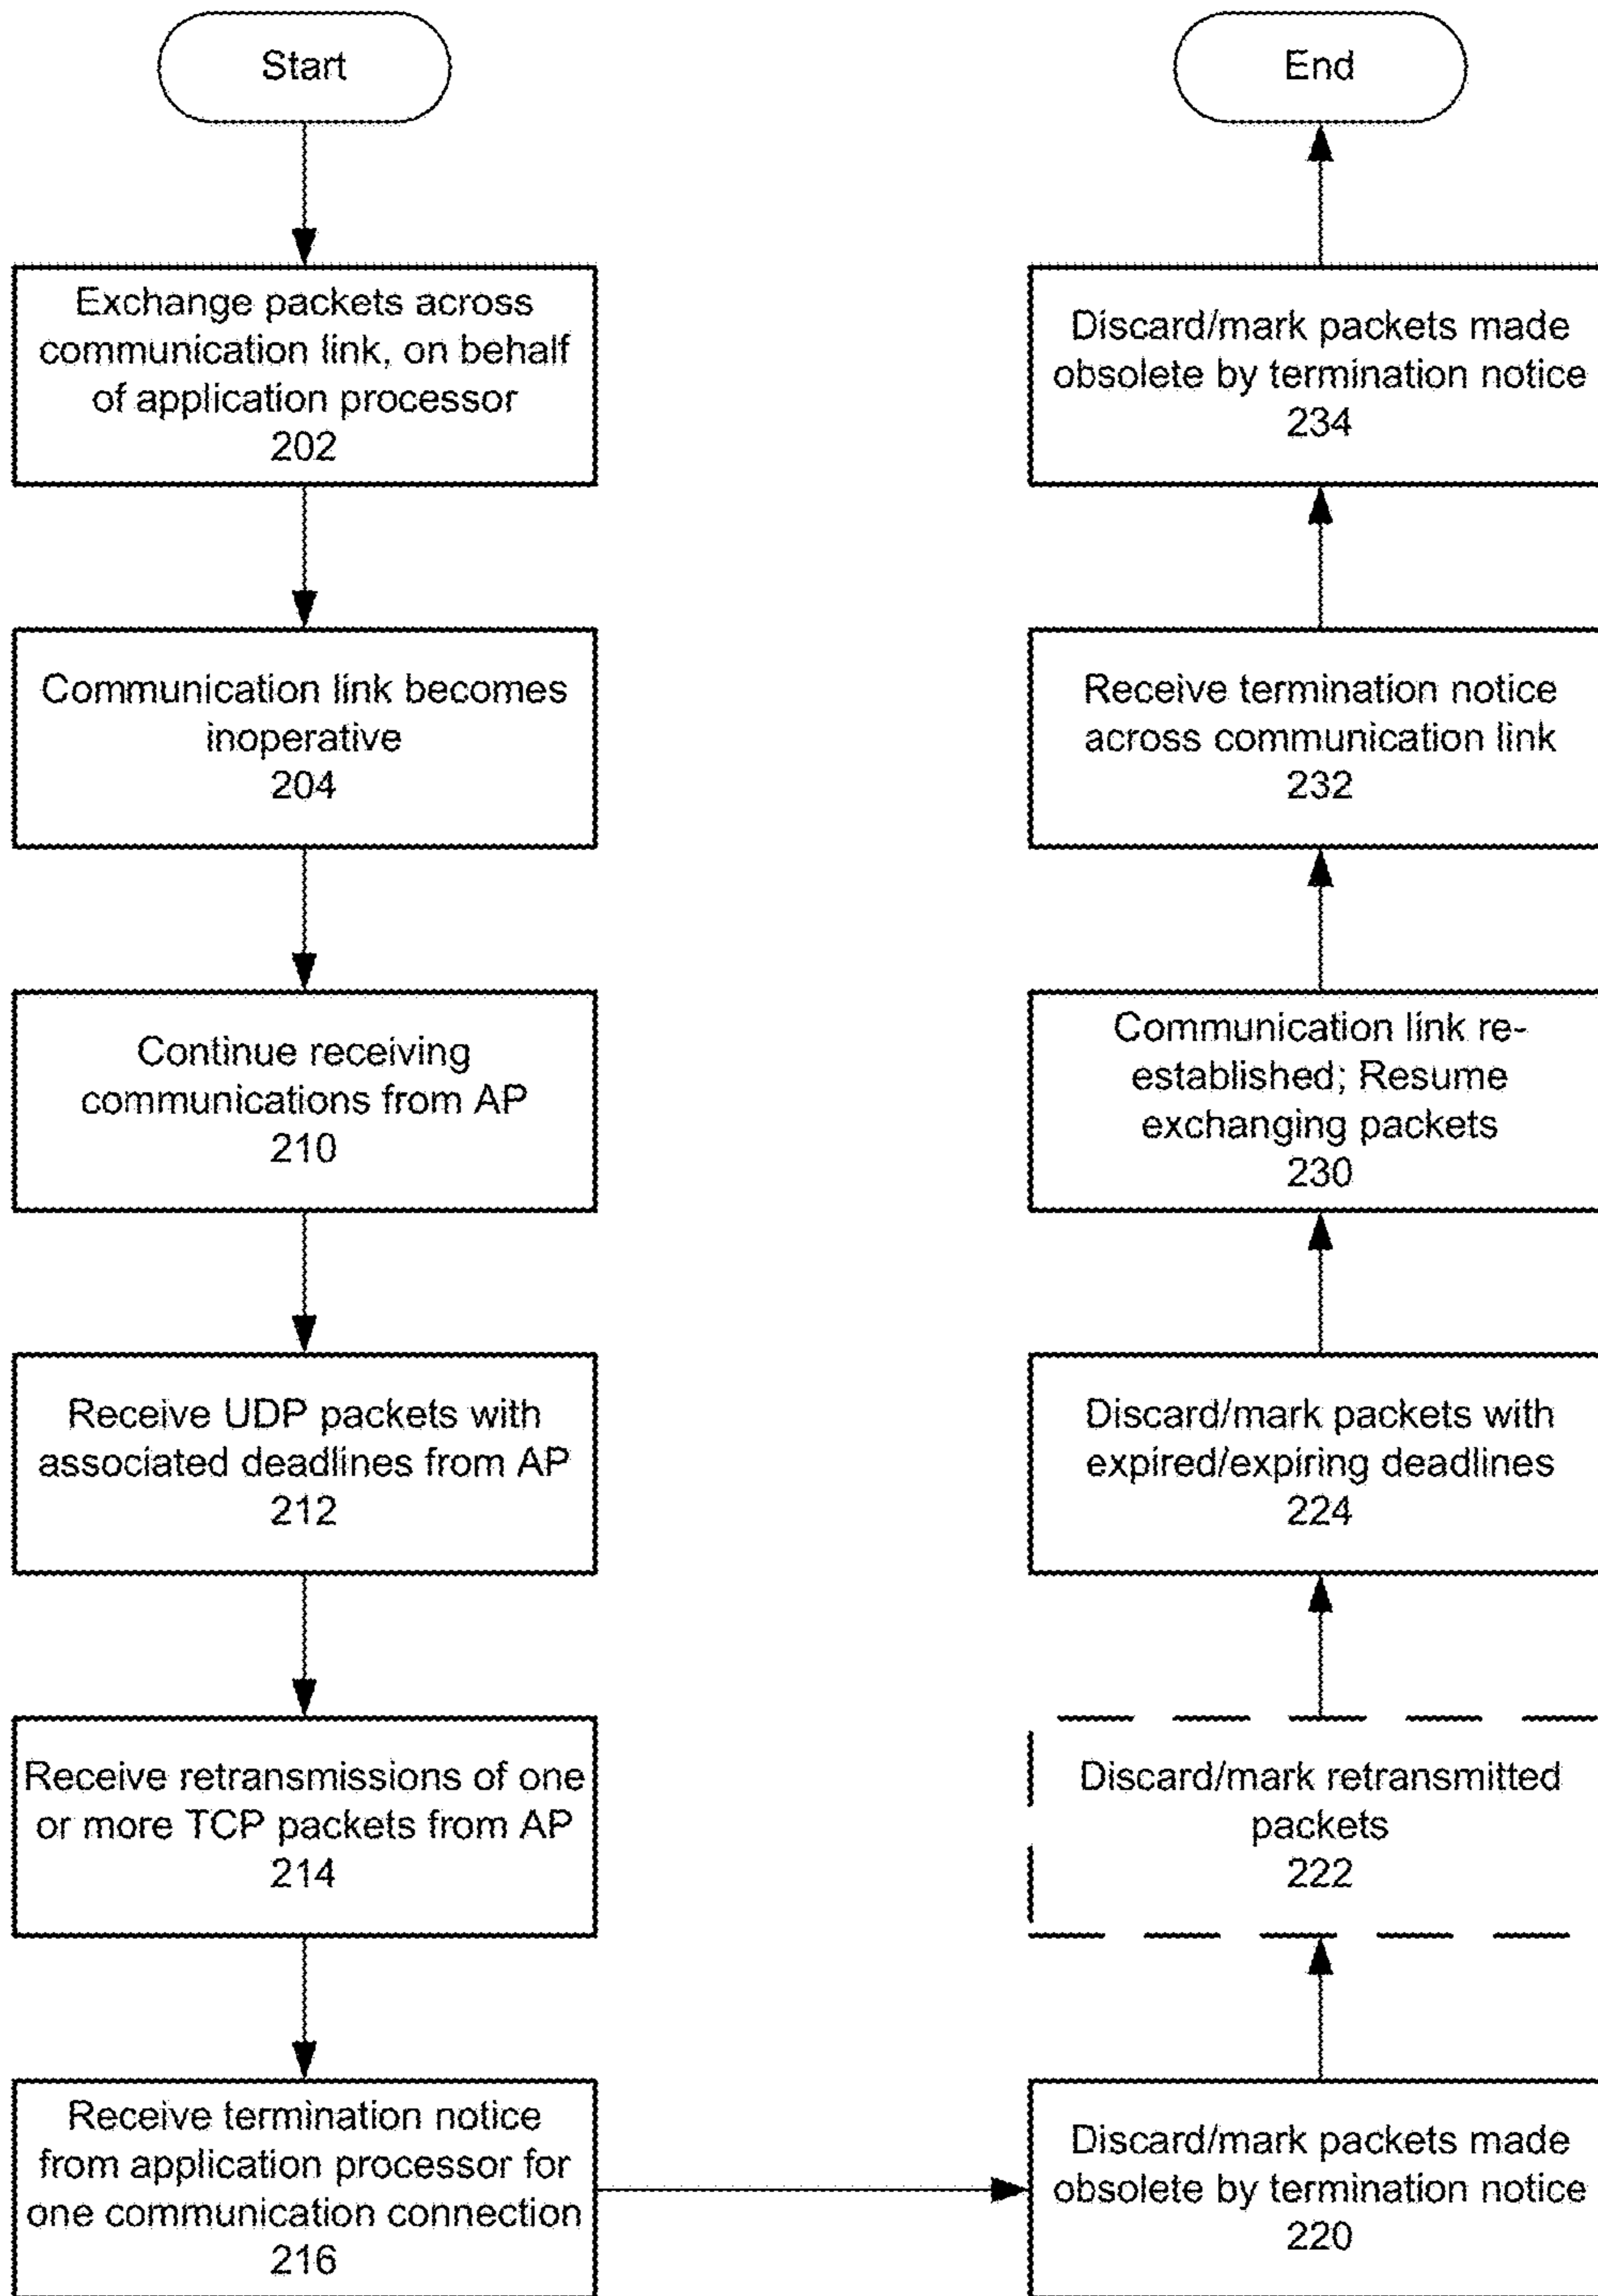 Start
Exchange packets across
communication link, on behalf
of application processor
202
Communication link becomes
inoperative
204
Continue receiving
communications from AP
210
Receive UDP packets with
associated deadlines from AP
212
Receive retransmissions of one
or more TCP packets from AP
214
Receive termination notice
from application processor for
one communication connection
216
Discard/mark packets made
obsolete by termination notice
220
Discard/mark retransmitted
packets
222
Discard/mark packets with
expired/expiring deadlines
224
Communication link re-
established; Resume
exchanging packets
230
Receive termination notice
across communication link
232
Discard/mark packets made
obsolete by termination notice
234
End